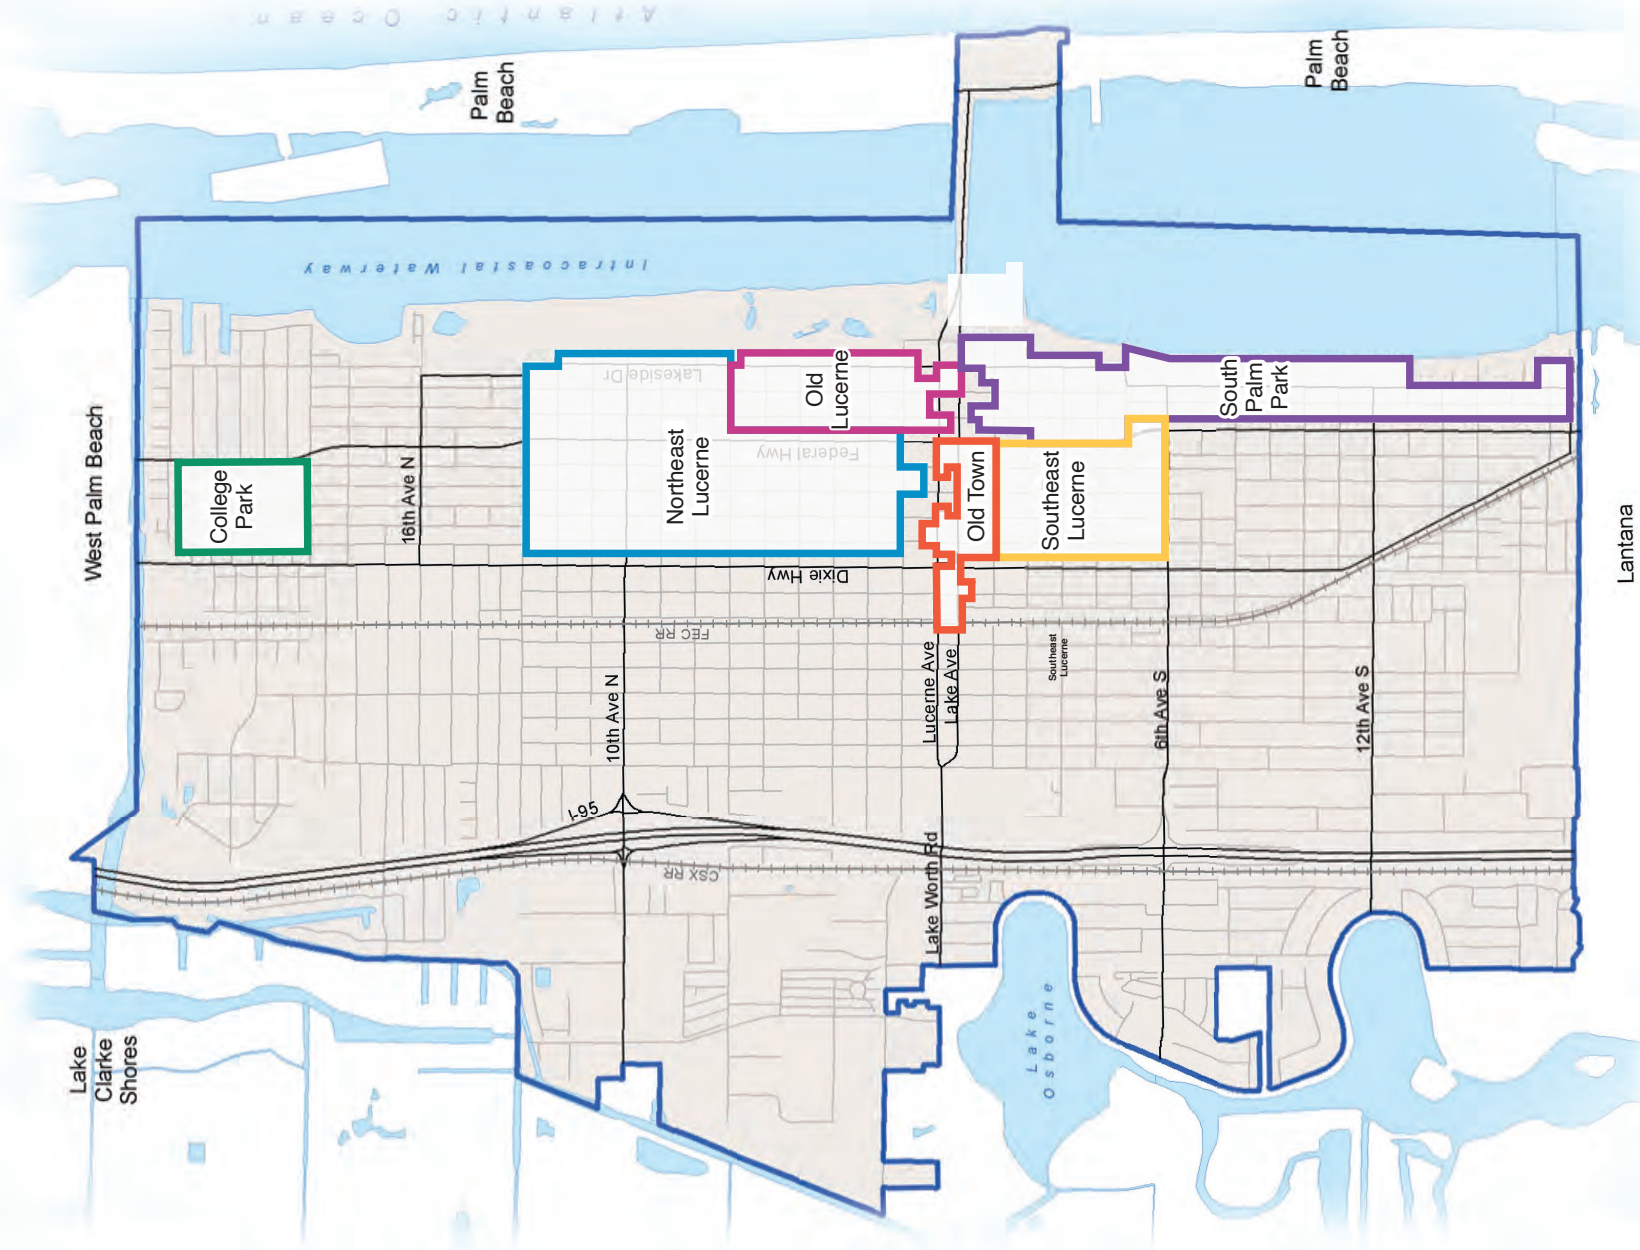 Atlantic Ocean
Palm
Beach
Palm
Beach
Intracoastal Waterway
West Palm Beach
College
Park
16th Ave N
Lakeside Dr
Federal Hwy
Northeast
Lucerne
Old
Lucerne
South
Palm
Park
Old Town
Southeast
Lucerne
Dixie Hwy
FEC RR
Lantana
10th Ave N
Lucerne Ave
Lake Ave
Southeast
Lucerne
6th Ave S
12th Ave S
I-95
CSX RR
Lake Worth Rd
Lake
Clarke
Shores
Lake
Osborne